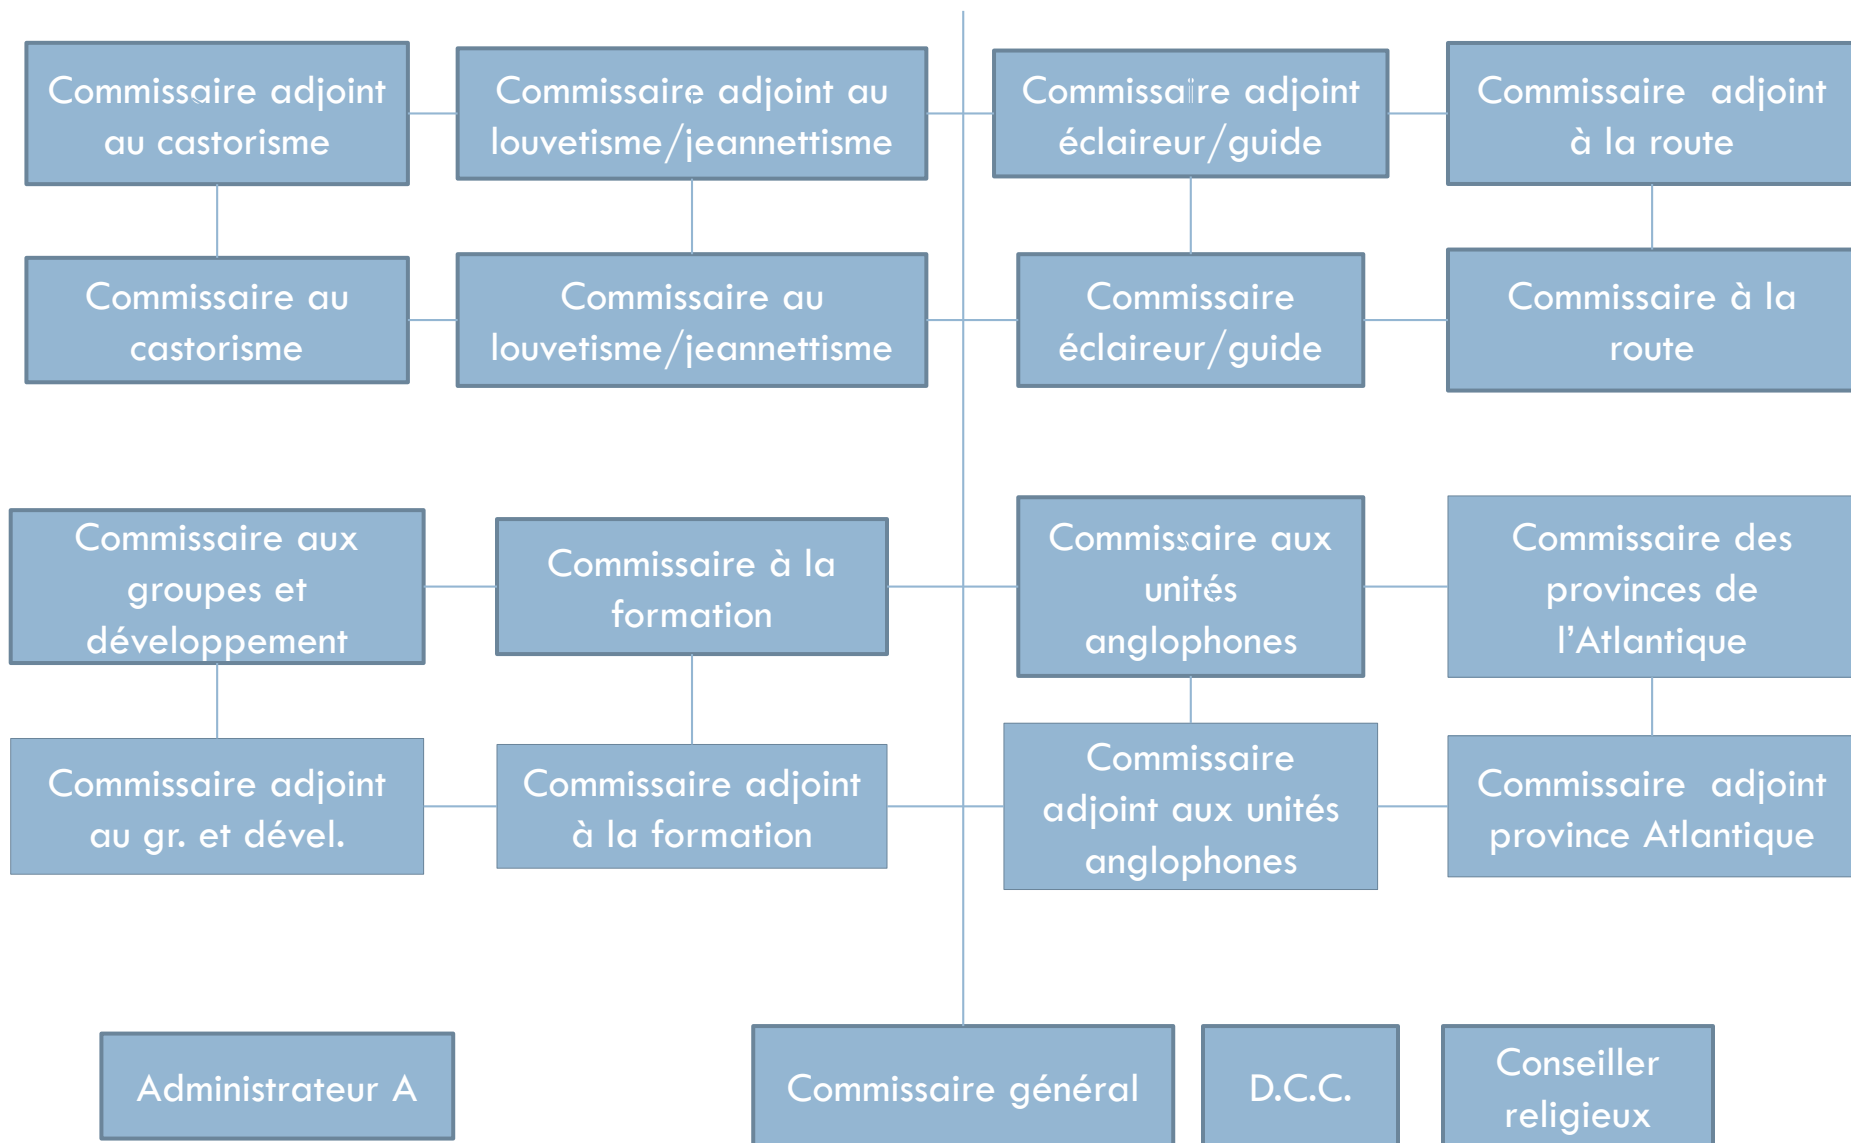 Commissaire adjoint
au castorisme
Commissaire adjoint au
louvetisme/jeannettisme
Commissaire adjoint
éclaireur/guide
Commissaire adjoint
à la route
Commissaire au
castorisme
Commissaire au
louvetisme/jeannettisme
Commissaire
éclaireur/guide
Commissaire à la
route
Commissaire aux
groupes et
développement
Commissaire à la
formation
Commissaire aux
unités
anglophones
Commissaire des
provinces de
l’Atlantique
Commissaire adjoint
au gr. et dével.
Commissaire adjoint
à la formation
Commissaire
adjoint aux unités
anglophones
Commissaire adjoint
province Atlantique
Administrateur A
Commissaire général
D.C.C.
Conseiller
religieux